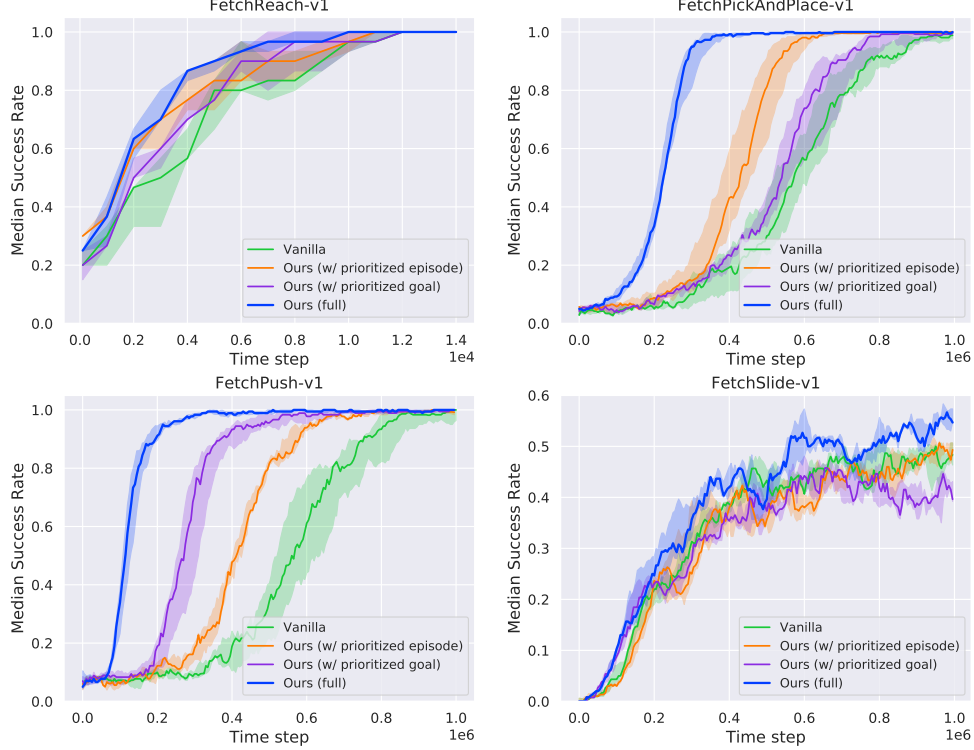 FetchReach-v1
Median Success Rate
1.0
0.8
0.6
0.4
0.2
0.0
Vanilla
Ours (w/ prioritized episode)
Ours (w/ prioritized goal)
Ours (full)
0.0 0.2 0.4 0.6 0.8 1.0 1.2 1.4
Time step
1e4
FetchPickAndPlace-v1
Median Success Rate
1.0
0.8
0.6
0.4
0.2
0.0
Vanilla
Ours (w/ prioritized episode)
Ours (w/ prioritized goal)
Ours (full)
0.0 0.2 0.4 0.6 0.8 1.0
Time step
1e6
FetchPush-v1
Median Success Rate
1.0
0.8
0.6
0.4
0.2
0.0
Vanilla
Ours (w/ prioritized episode)
Ours (w/ prioritized goal)
Ours (full)
0.0 0.2 0.4 0.6 0.8 1.0
Time step
1e6
FetchSlide-v1
Median Success Rate
0.6
0.5
0.4
0.3
0.2
0.1
0.0
Vanilla
Ours (w/ prioritized episode)
Ours (w/ prioritized goal)
Ours (full)
0.0 0.2 0.4 0.6 0.8 1.0
Time step
1e6